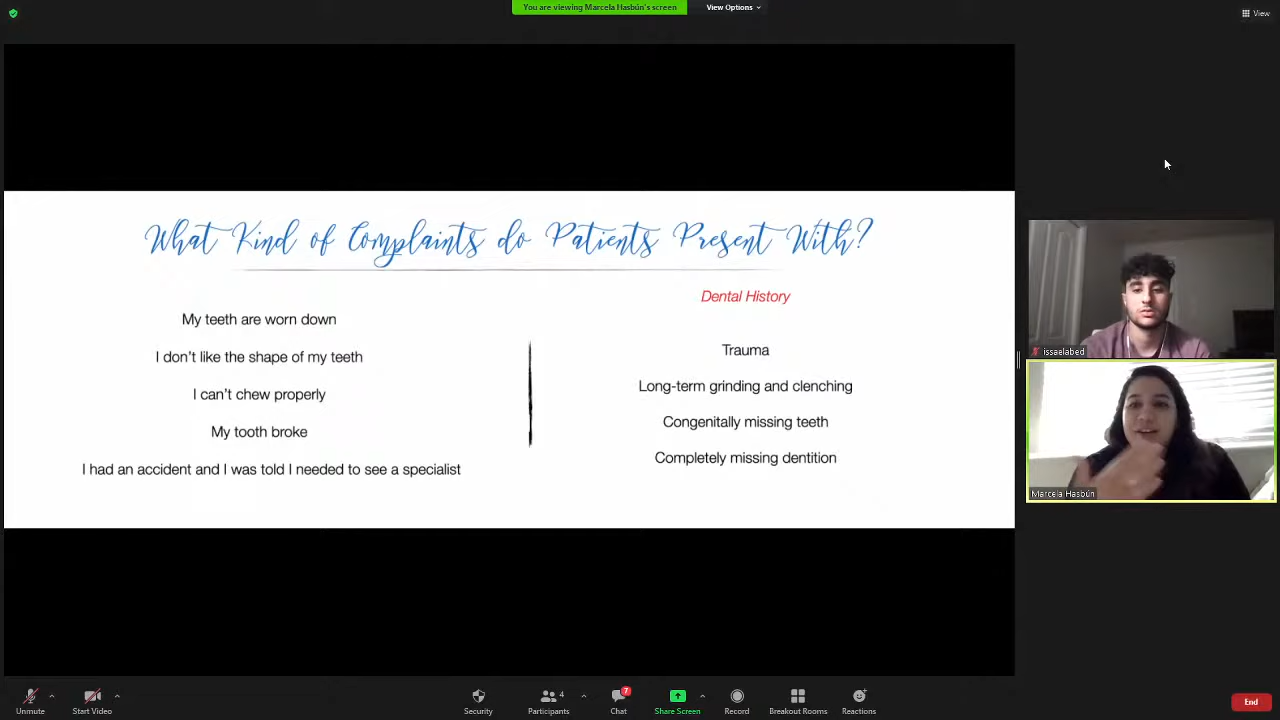 You are viewing Marcela Hasbún's screen
View Options
View
What Kind of Complaints do Patients Present With?
My teeth are worn down
I don't like the shape of my teeth
I can't chew properly
My tooth broke
I had an accident and I was told I needed to see a specialist
Dental History
Trauma
Long-term grinding and clenching
Congenitally missing teeth
Completely missing dentition
issaelabed
Marcela Hasbún
Unmute
Start Video
Security
4
Participants
7
Chat
Share Screen
Record
Breakout Rooms
Reactions
End